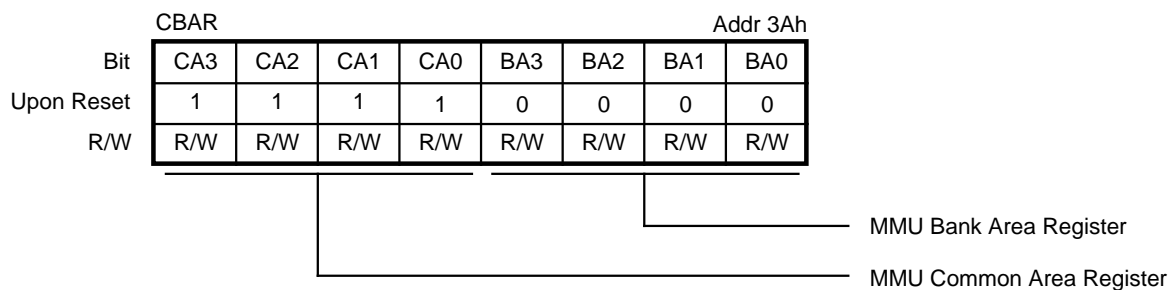 CBAR Addr 3Ah
Bit CA3 CA2 CA1 CA0 BA3 BA2 BA1 BA0
Upon Reset 1 1 1 1 0 0 0 0
R/W R/W R/W R/W R/W R/W R/W R/W R/W
MMU Bank Area Register
MMU Common Area Register